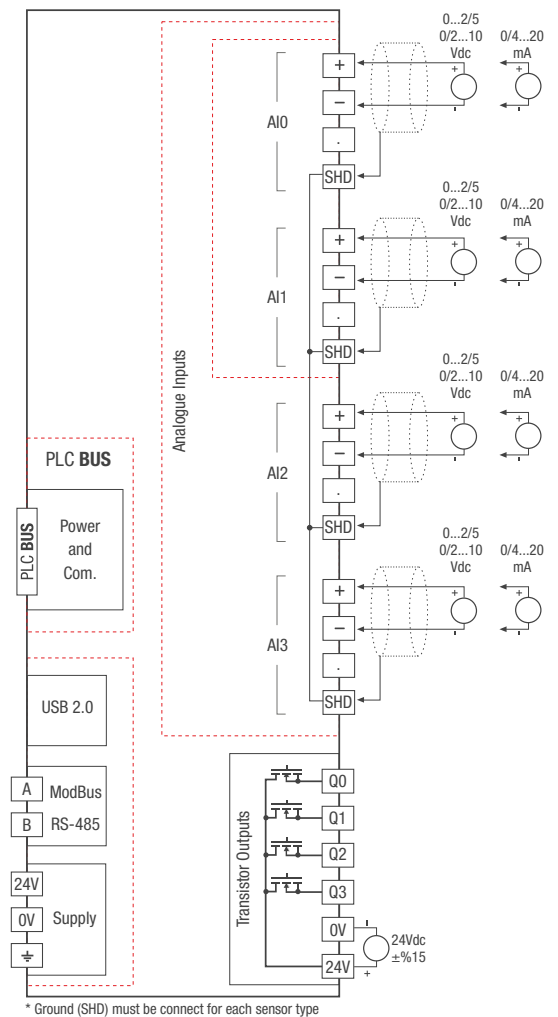 0...2/5
0/2...10
Vdc
0/4...20
mA
+
−
.
SHD
AI0
+
-
+
-
0...2/5
0/2...10
Vdc
0/4...20
mA
+
−
.
SHD
AI1
+
-
+
-
Analogue Inputs
0...2/5
0/2...10
Vdc
0/4...20
mA
+
−
.
SHD
AI2
+
-
+
-
0...2/5
0/2...10
Vdc
0/4...20
mA
+
−
.
SHD
AI3
+
-
+
-
PLC BUS
PLC BUS
Power
and
Com.
USB 2.0
A
B
ModBus
RS-485
24V
0V
Supply
Transistor Outputs
Q0
Q1
Q2
Q3
0V
24V
-
+
24Vdc
±%15
* Ground (SHD) must be connect for each sensor type